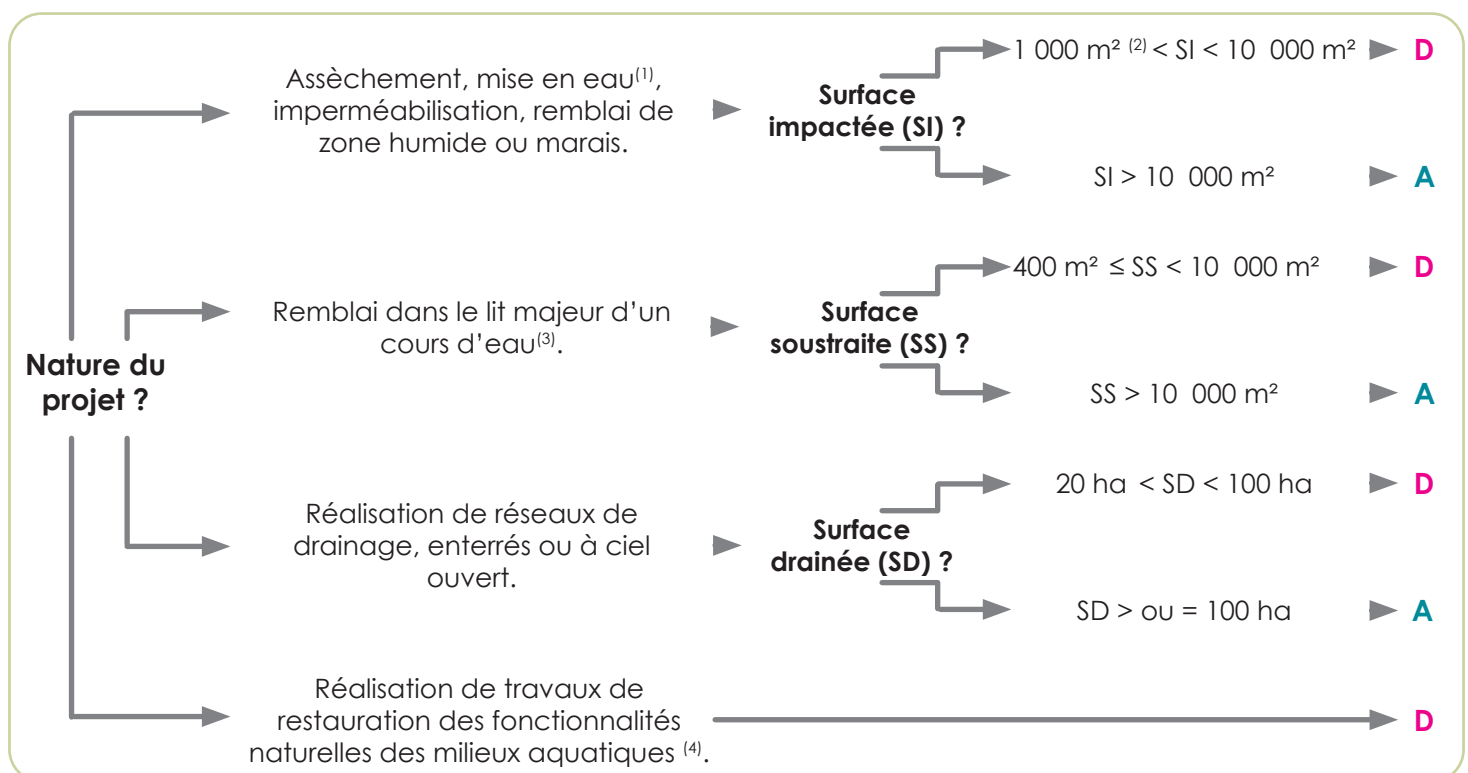 Nature du
projet ?
Assèchement, mise en eau(1),
imperméabilisation, remblai de
zone humide ou marais.
Surface
impactée (SI) ?
1 000 m² (2) < SI < 10 000 m²
D
SI > 10 000 m²
A
Remblai dans le lit majeur d’un
cours d’eau(3).
Surface
soustraite (SS) ?
400 m² ≤ SS < 10 000 m²
D
SS > 10 000 m²
A
Réalisation de réseaux de
drainage, enterrés ou à ciel
ouvert.
Surface
drainée (SD) ?
20 ha < SD < 100 ha
D
SD > ou = 100 ha
A
Réalisation de travaux de
restauration des fonctionnalités
naturelles des milieux aquatiques (4).
D